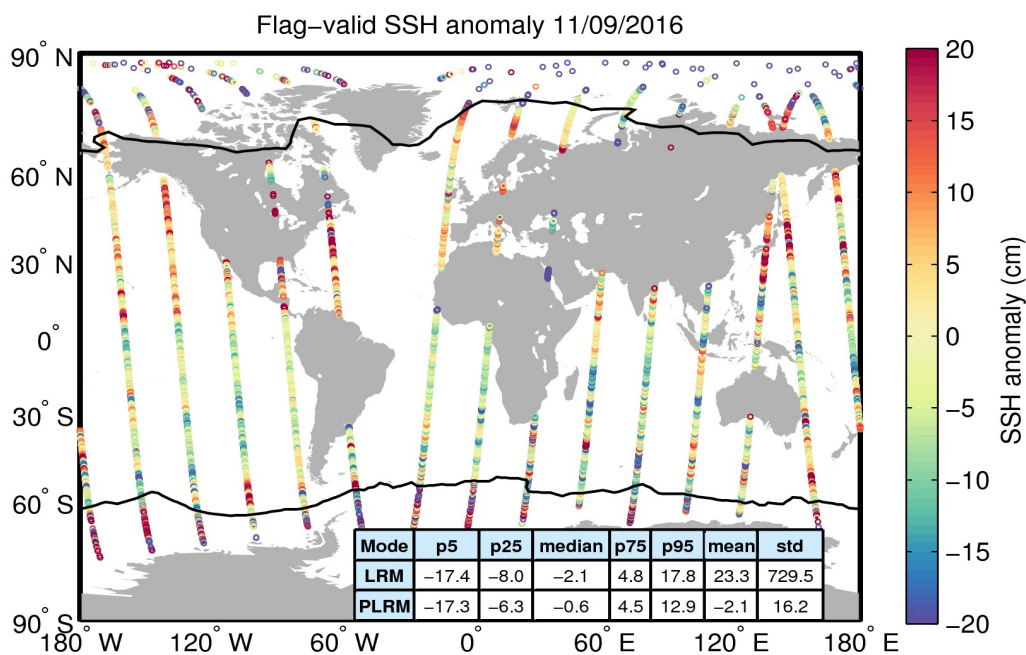 Flag−valid SSH anomaly 11/09/2016
90° N
60° N
30° N
0°
30° S
60° S
90° S
180° W 120° W 60° W 0° 60° E 120° E 180° E
Mode p5 p25 median p75 p95 mean std
LRM −17.4 −8.0 −2.1 4.8 17.8 23.3 729.5
PLRM −17.3 −6.3 −0.6 4.5 12.9 −2.1 16.2
20
15
10
5
0
−5
−10
−15
−20
SSH anomaly (cm)